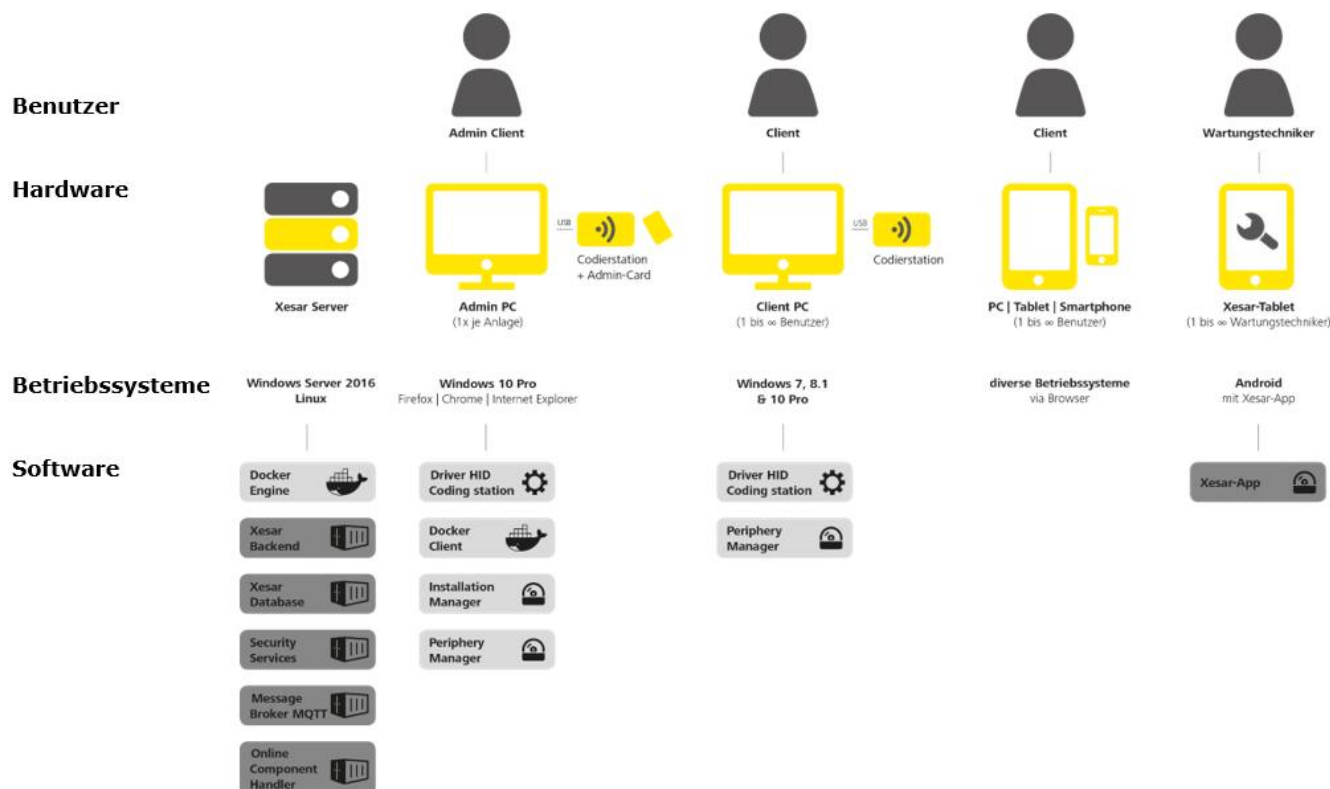 Benutzer
Admin Client
Client
Client
Wartungstechniker
Hardware
USB
Codierstation
+ Admin-Card
USB
Codierstation
Xesar Server
Admin PC
(1x je Anlage)
Client PC
(1 bis ∞ Benutzer)
PC | Tablet | Smartphone
(1 bis ∞ Benutzer)
Xesar-Tablet
(1 bis ∞ Wartungstechniker)
Betriebssysteme
Windows Server 2016
Linux
Windows 10 Pro
Firefox | Chrome | Internet Explorer
Windows 7, 8.1
& 10 Pro
diverse Betriebssysteme
via Browser
Android
mit Xesar-App
Software
Docker
Engine
Xesar
Backend
Xesar
Database
Security
Services
Message
Broker MQTT
Online
Component
Handler
Driver HID
Coding station
Docker
Client
Installation
Manager
Periphery
Manager
Driver HID
Coding station
Periphery
Manager
Xesar-App